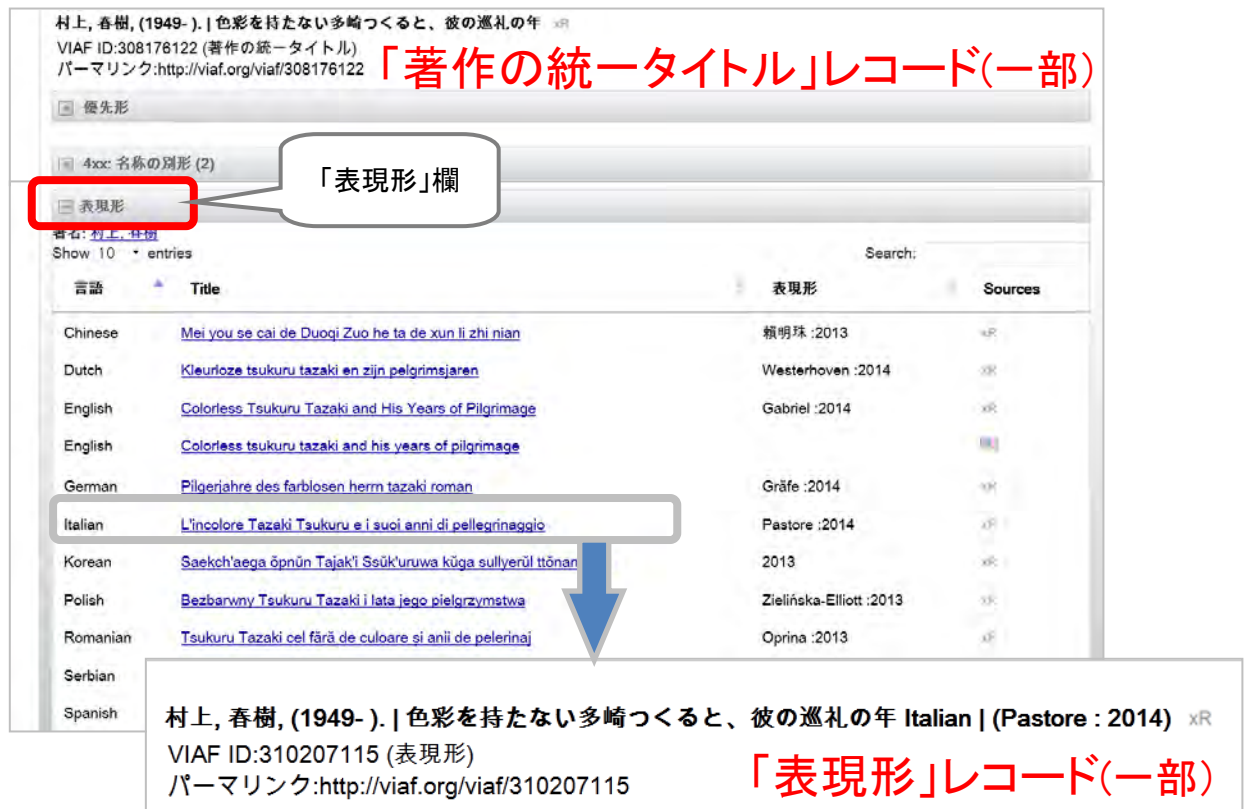 村上, 春樹, (1949- ). | 色彩を持たない多崎つくると、彼の巡礼の年 xR
VIAF ID:308176122 (著作の統一タイトル)
パーマリンク:http://viaf.org/viaf/308176122
「著作の統一タイトル」レコード(一部)
優先形
4xx: 名称の別形 (2)
「表現形」欄
表現形
著者: 村上, 春樹
Show 10 entries Search:
言語 Title 表現形 Sources
Chinese Mei you se cai de Duoqi Zuo he ta de xun li zhi nian 賴明珠 :2013 xR
Dutch Kleurloze tsukuru tazaki en zijn pelgrimsjaren Westerhoven :2014 xR
English Colorless Tsukuru Tazaki and His Years of Pilgrimage Gabriel :2014 xR
English Colorless tsukuru tazaki and his years of pilgrimage
German Pilgerjahre des farblosen herrn tazaki roman Gräfe :2014 xR
Italian L'incolore Tazaki Tsukuru e i suoi anni di pellegrinaggio Pastore :2014 xR
Korean Saekch'aega ŏpnŭn Tajak'i Ssŭk'uruwa kŭga sullyerŭl ttŏnan 2013 xR
Polish Bezbarwny Tsukuru Tazaki i lata jego pielgrzymstwa Zielińska-Elliott :2013 xR
Romanian Tsukuru Tazaki cel fără de culoare și anii de pelerinaj Oprina :2013 xR
Serbian
Spanish
村上, 春樹, (1949- ). | 色彩を持たない多崎つくると、彼の巡礼の年 Italian | (Pastore : 2014) xR
VIAF ID:310207115 (表現形)
パーマリンク:http://viaf.org/viaf/310207115
「表現形」レコード(一部)